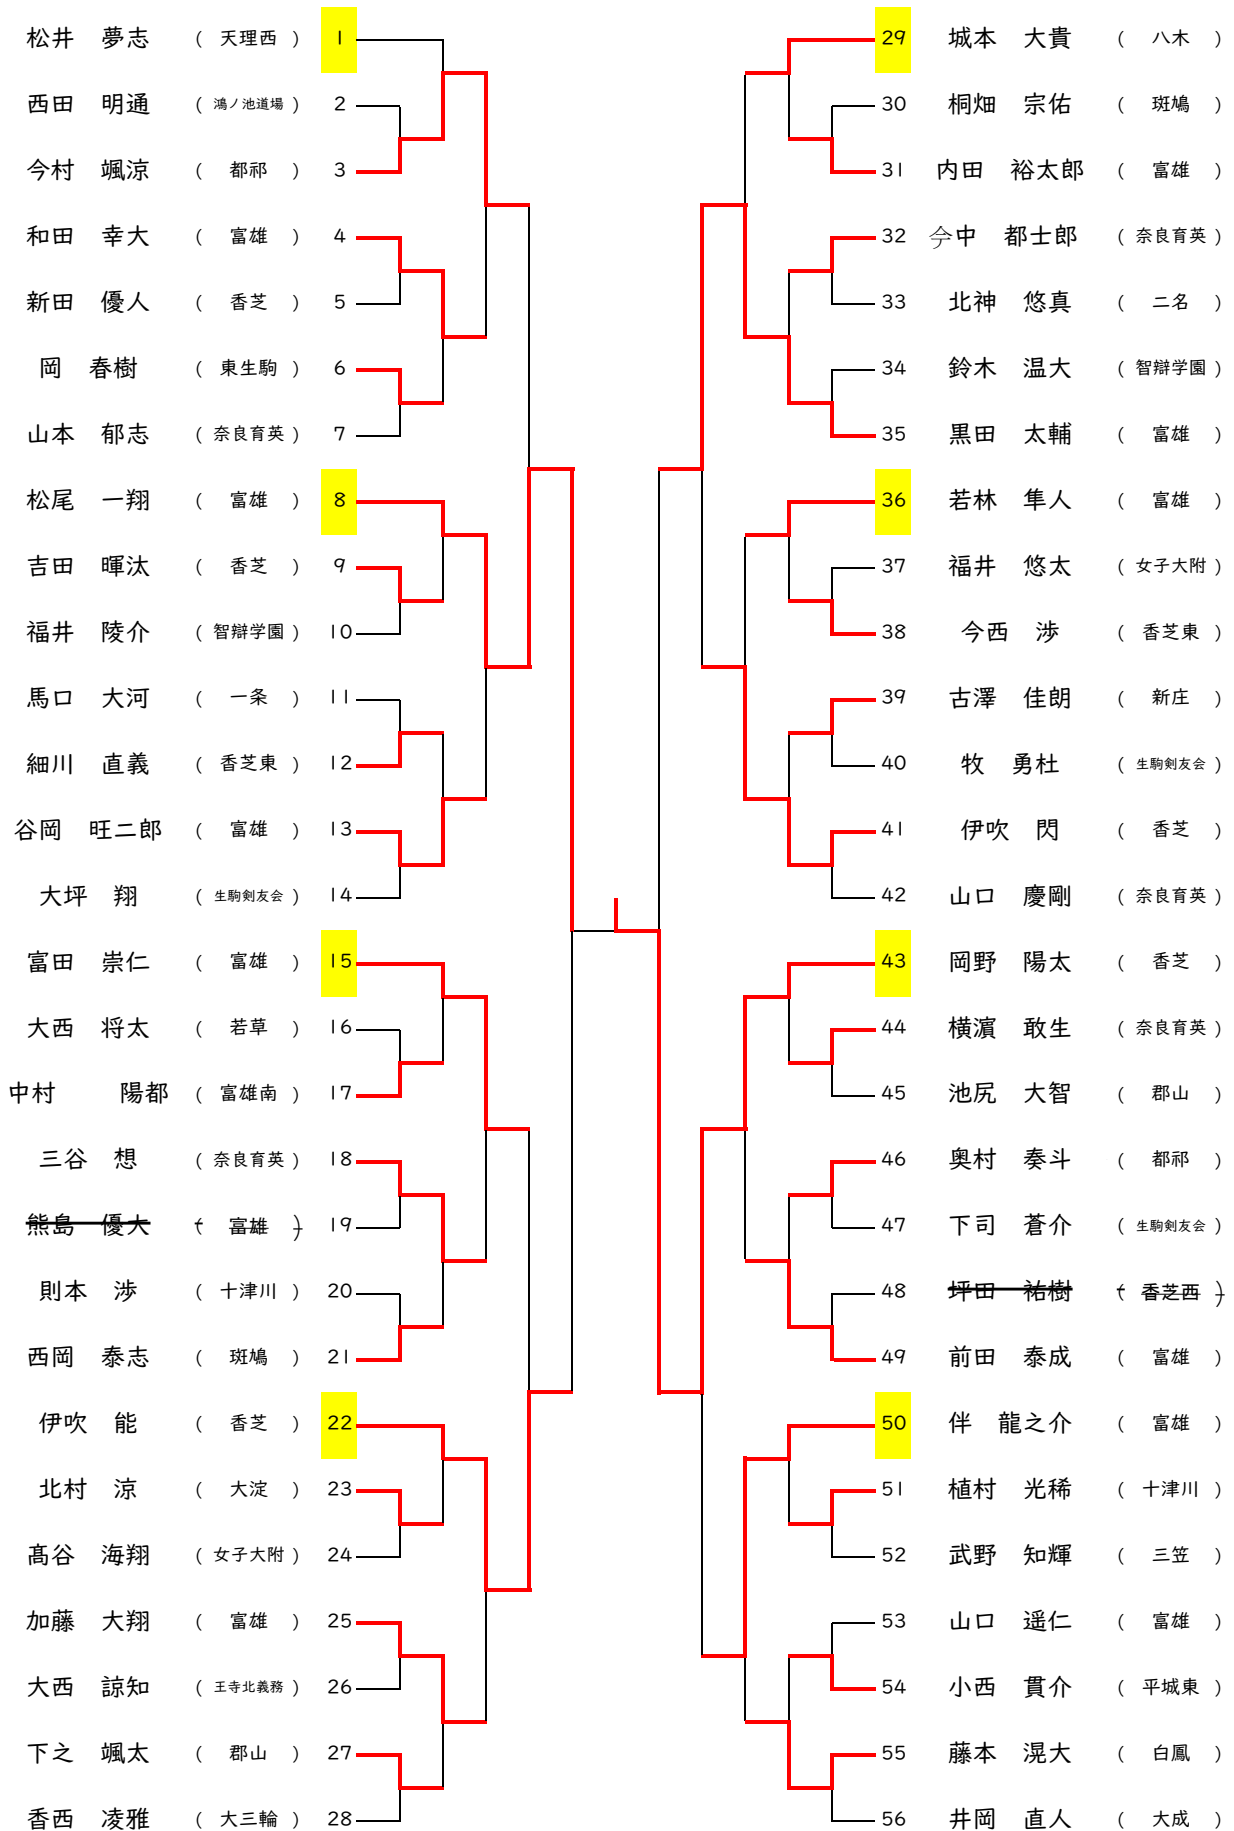 松井 夢志 ( 天理西 ) 1
西田 明通 ( 鴻ノ池道場 ) 2
今村 颯涼 ( 都祁 ) 3
和田 幸大 ( 富雄 ) 4
新田 優人 ( 香芝 ) 5
岡 春樹 ( 東生駒 ) 6
山本 郁志 ( 奈良育英 ) 7
松尾 一翔 ( 富雄 ) 8
吉田 暉汰 ( 香芝 ) 9
福井 陵介 ( 智辯学園 ) 10
馬口 大河 ( 一条 ) 11
細川 直義 ( 香芝東 ) 12
谷岡 旺二郎 ( 富雄 ) 13
大坪 翔 ( 生駒剣友会 ) 14
富田 崇仁 ( 富雄 ) 15
大西 将太 ( 若草 ) 16
中村 陽都 ( 富雄南 ) 17
三谷 想 ( 奈良育英 ) 18
熊島 優大 ( 富雄 ) 19
則本 渉 ( 十津川 ) 20
西岡 泰志 ( 斑鳩 ) 21
伊吹 能 ( 香芝 ) 22
北村 涼 ( 大淀 ) 23
髙谷 海翔 ( 女子大附 ) 24
加藤 大翔 ( 富雄 ) 25
大西 諒知 ( 王寺北義務 ) 26
下之 颯太 ( 郡山 ) 27
香西 凌雅 ( 大三輪 ) 28
29 城本 大貴 ( 八木 )
30 桐畑 宗佑 ( 斑鳩 )
31 内田 裕太郎 ( 富雄 )
32 今中 都士郎 ( 奈良育英 )
33 北神 悠真 ( 二名 )
34 鈴木 温大 ( 智辯学園 )
35 黒田 太輔 ( 富雄 )
36 若林 隼人 ( 富雄 )
37 福井 悠太 ( 女子大附 )
38 今西 渉 ( 香芝東 )
39 古澤 佳朗 ( 新庄 )
40 牧 勇杜 ( 生駒剣友会 )
41 伊吹 閃 ( 香芝 )
42 山口 慶剛 ( 奈良育英 )
43 岡野 陽太 ( 香芝 )
44 横濵 敢生 ( 奈良育英 )
45 池尻 大智 ( 郡山 )
46 奥村 奏斗 ( 都祁 )
47 下司 蒼介 ( 生駒剣友会 )
48 坪田 祐樹 ( 香芝西 )
49 前田 泰成 ( 富雄 )
50 伴 龍之介 ( 富雄 )
51 植村 光稀 ( 十津川 )
52 武野 知輝 ( 三笠 )
53 山口 遥仁 ( 富雄 )
54 小西 貫介 ( 平城東 )
55 藤本 滉大 ( 白鳳 )
56 井岡 直人 ( 大成 )